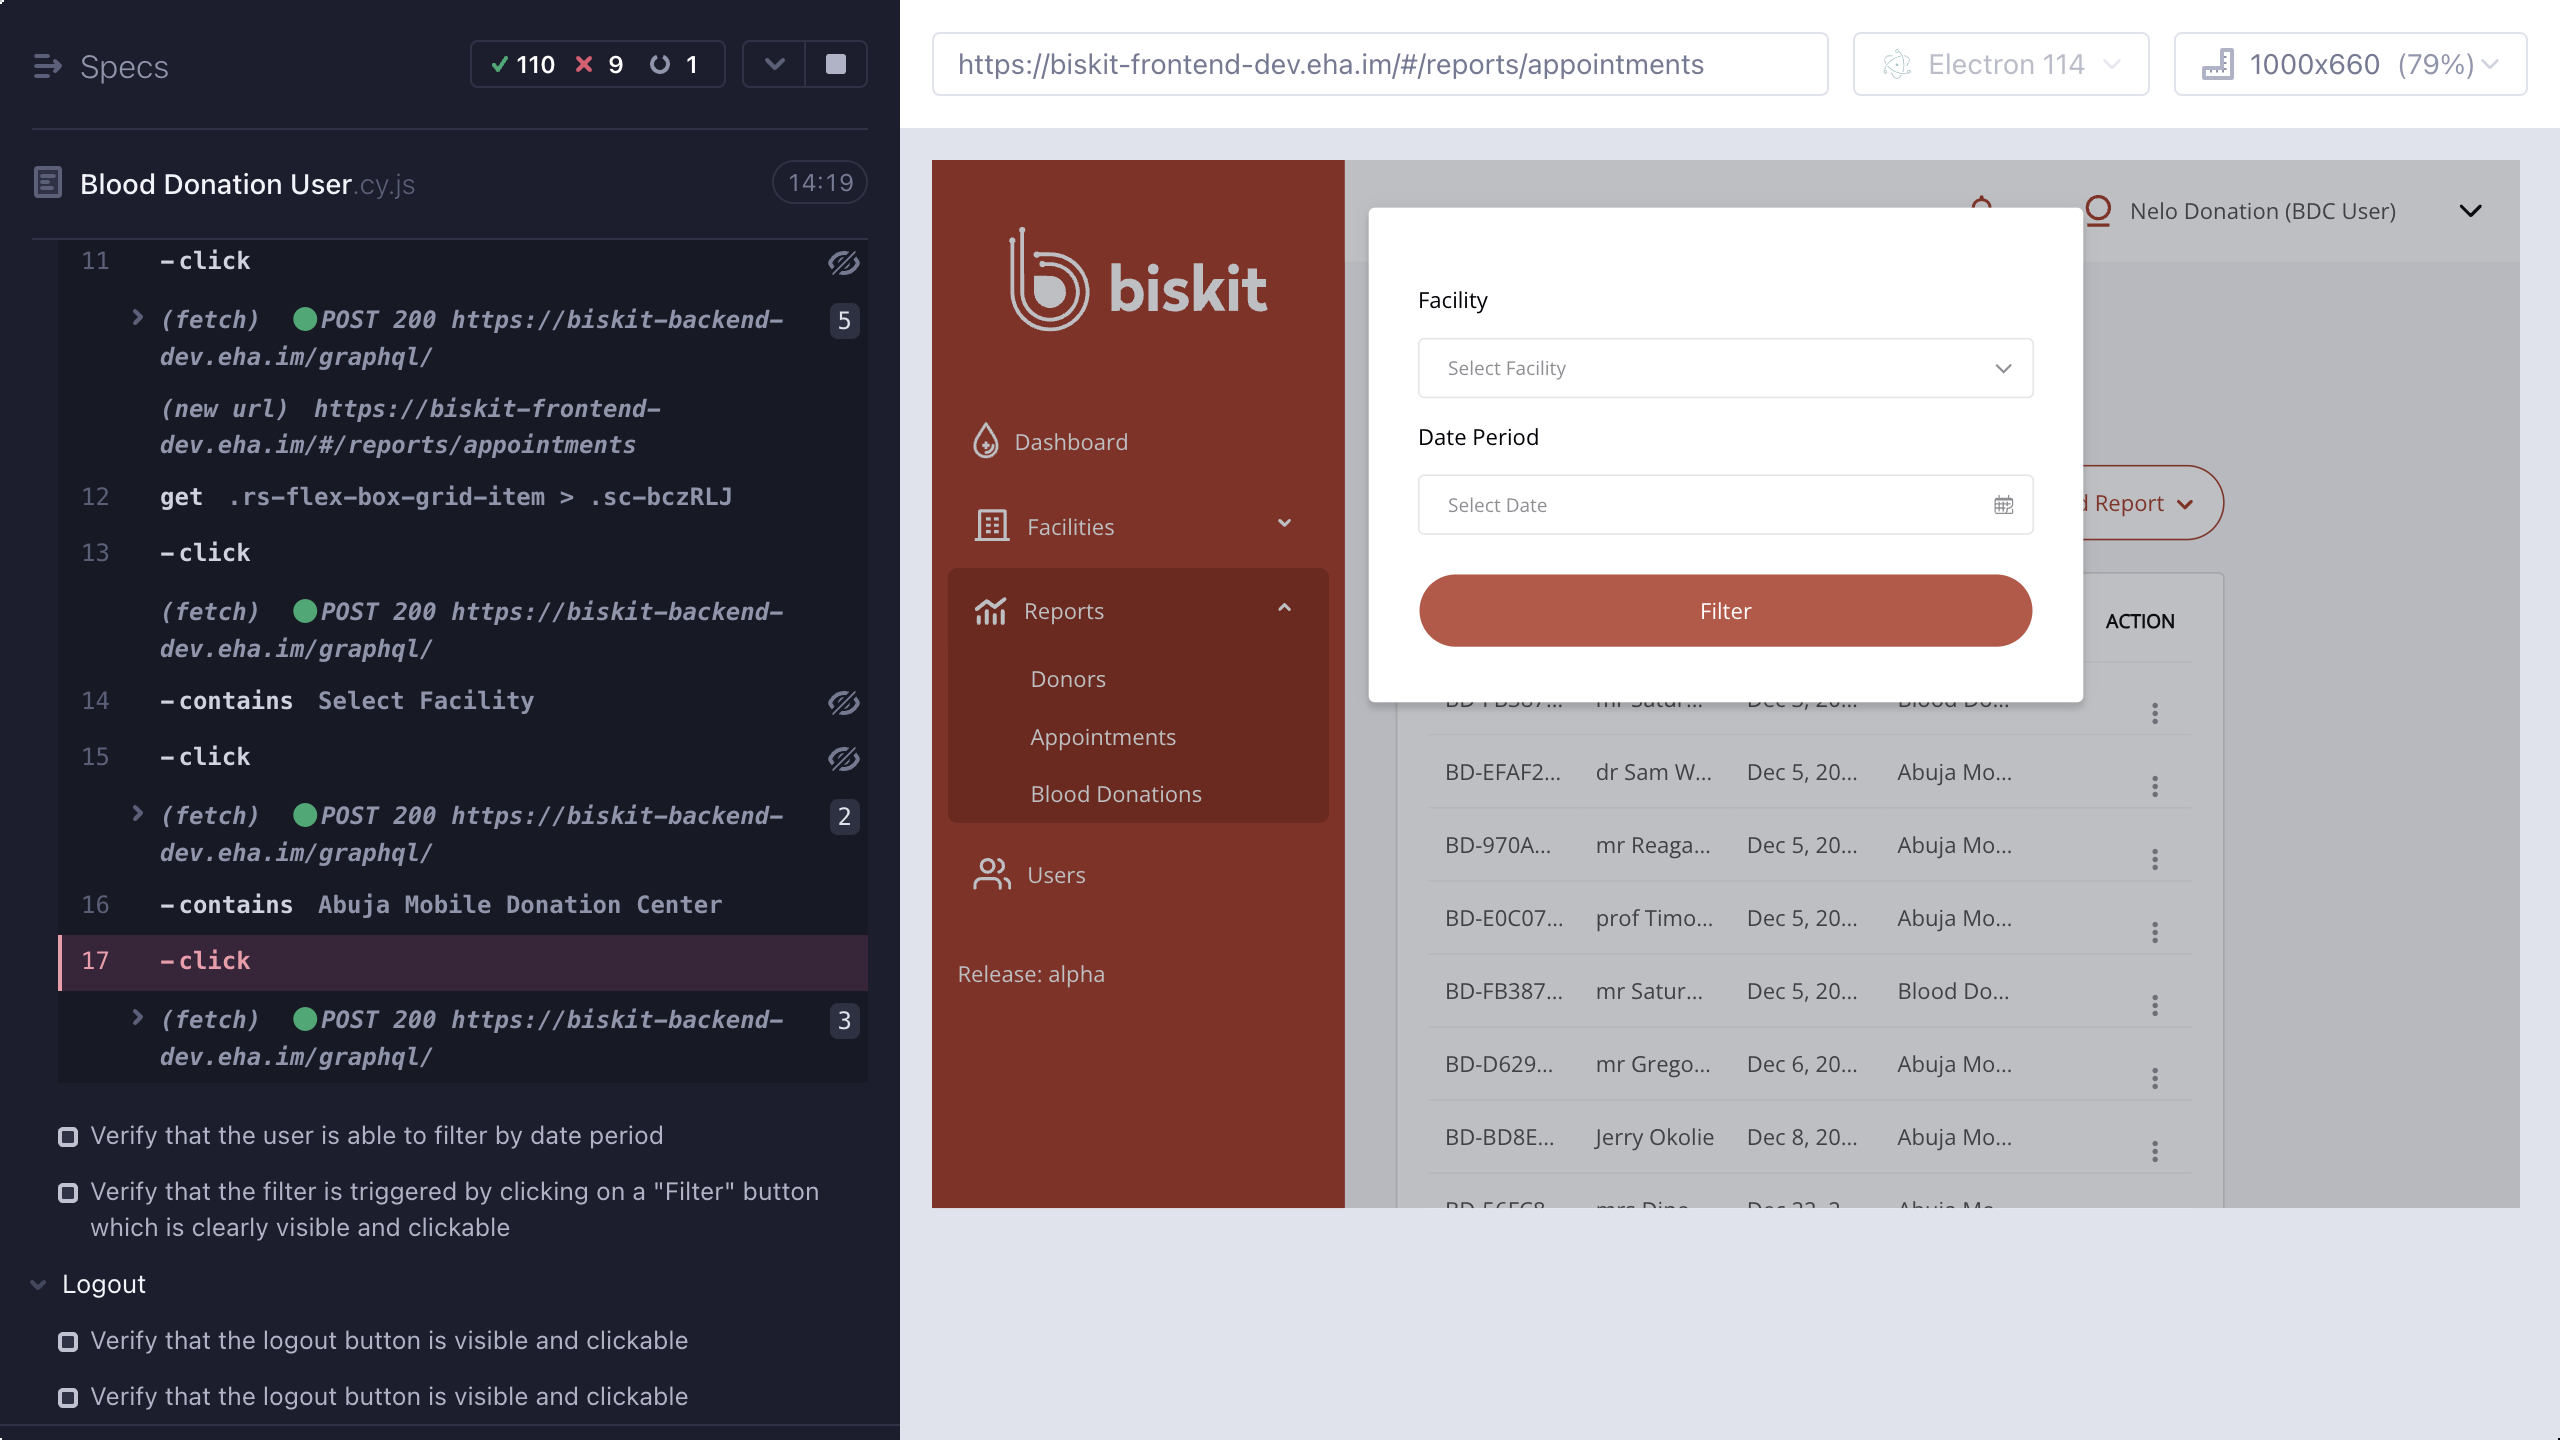 Specs
110 9 1
Blood Donation User.cy.js 14:19
11 -click
(fetch) POST 200 https://biskit-backend-
dev.eha.im/graphql/ 5
(new url) https://biskit-frontend-
dev.eha.im/#/reports/appointments
12 get .rs-flex-box-grid-item > .sc-bczRLJ
13 -click
(fetch) POST 200 https://biskit-backend-
dev.eha.im/graphql/
14 -contains Select Facility
15 -click
(fetch) POST 200 https://biskit-backend-
dev.eha.im/graphql/ 2
16 -contains Abuja Mobile Donation Center
17 -click
(fetch) POST 200 https://biskit-backend-
dev.eha.im/graphql/ 3
Verify that the user is able to filter by date period
Verify that the filter is triggered by clicking on a "Filter" button
which is clearly visible and clickable
Logout
Verify that the logout button is visible and clickable
Verify that the logout button is visible and clickable
https://biskit-frontend-dev.eha.im/#/reports/appointments
Electron 114
1000x660 (79%)
biskit
Dashboard
Facilities
Reports
Donors
Appointments
Blood Donations
Users
Release: alpha
Nelo Donation (BDC User)
Facility
Select Facility
Date Period
Select Date
Filter
Report
ACTION
BD-EFAF2... dr Sam W... Dec 5, 20... Abuja Mo...
BD-970A... mr Reaga... Dec 5, 20... Abuja Mo...
BD-E0C07... prof Timo... Dec 5, 20... Abuja Mo...
BD-FB387... mr Satur... Dec 5, 20... Blood Do...
BD-D629... mr Grego... Dec 6, 20... Abuja Mo...
BD-BD8E... Jerry Okolie Dec 8, 20... Abuja Mo...